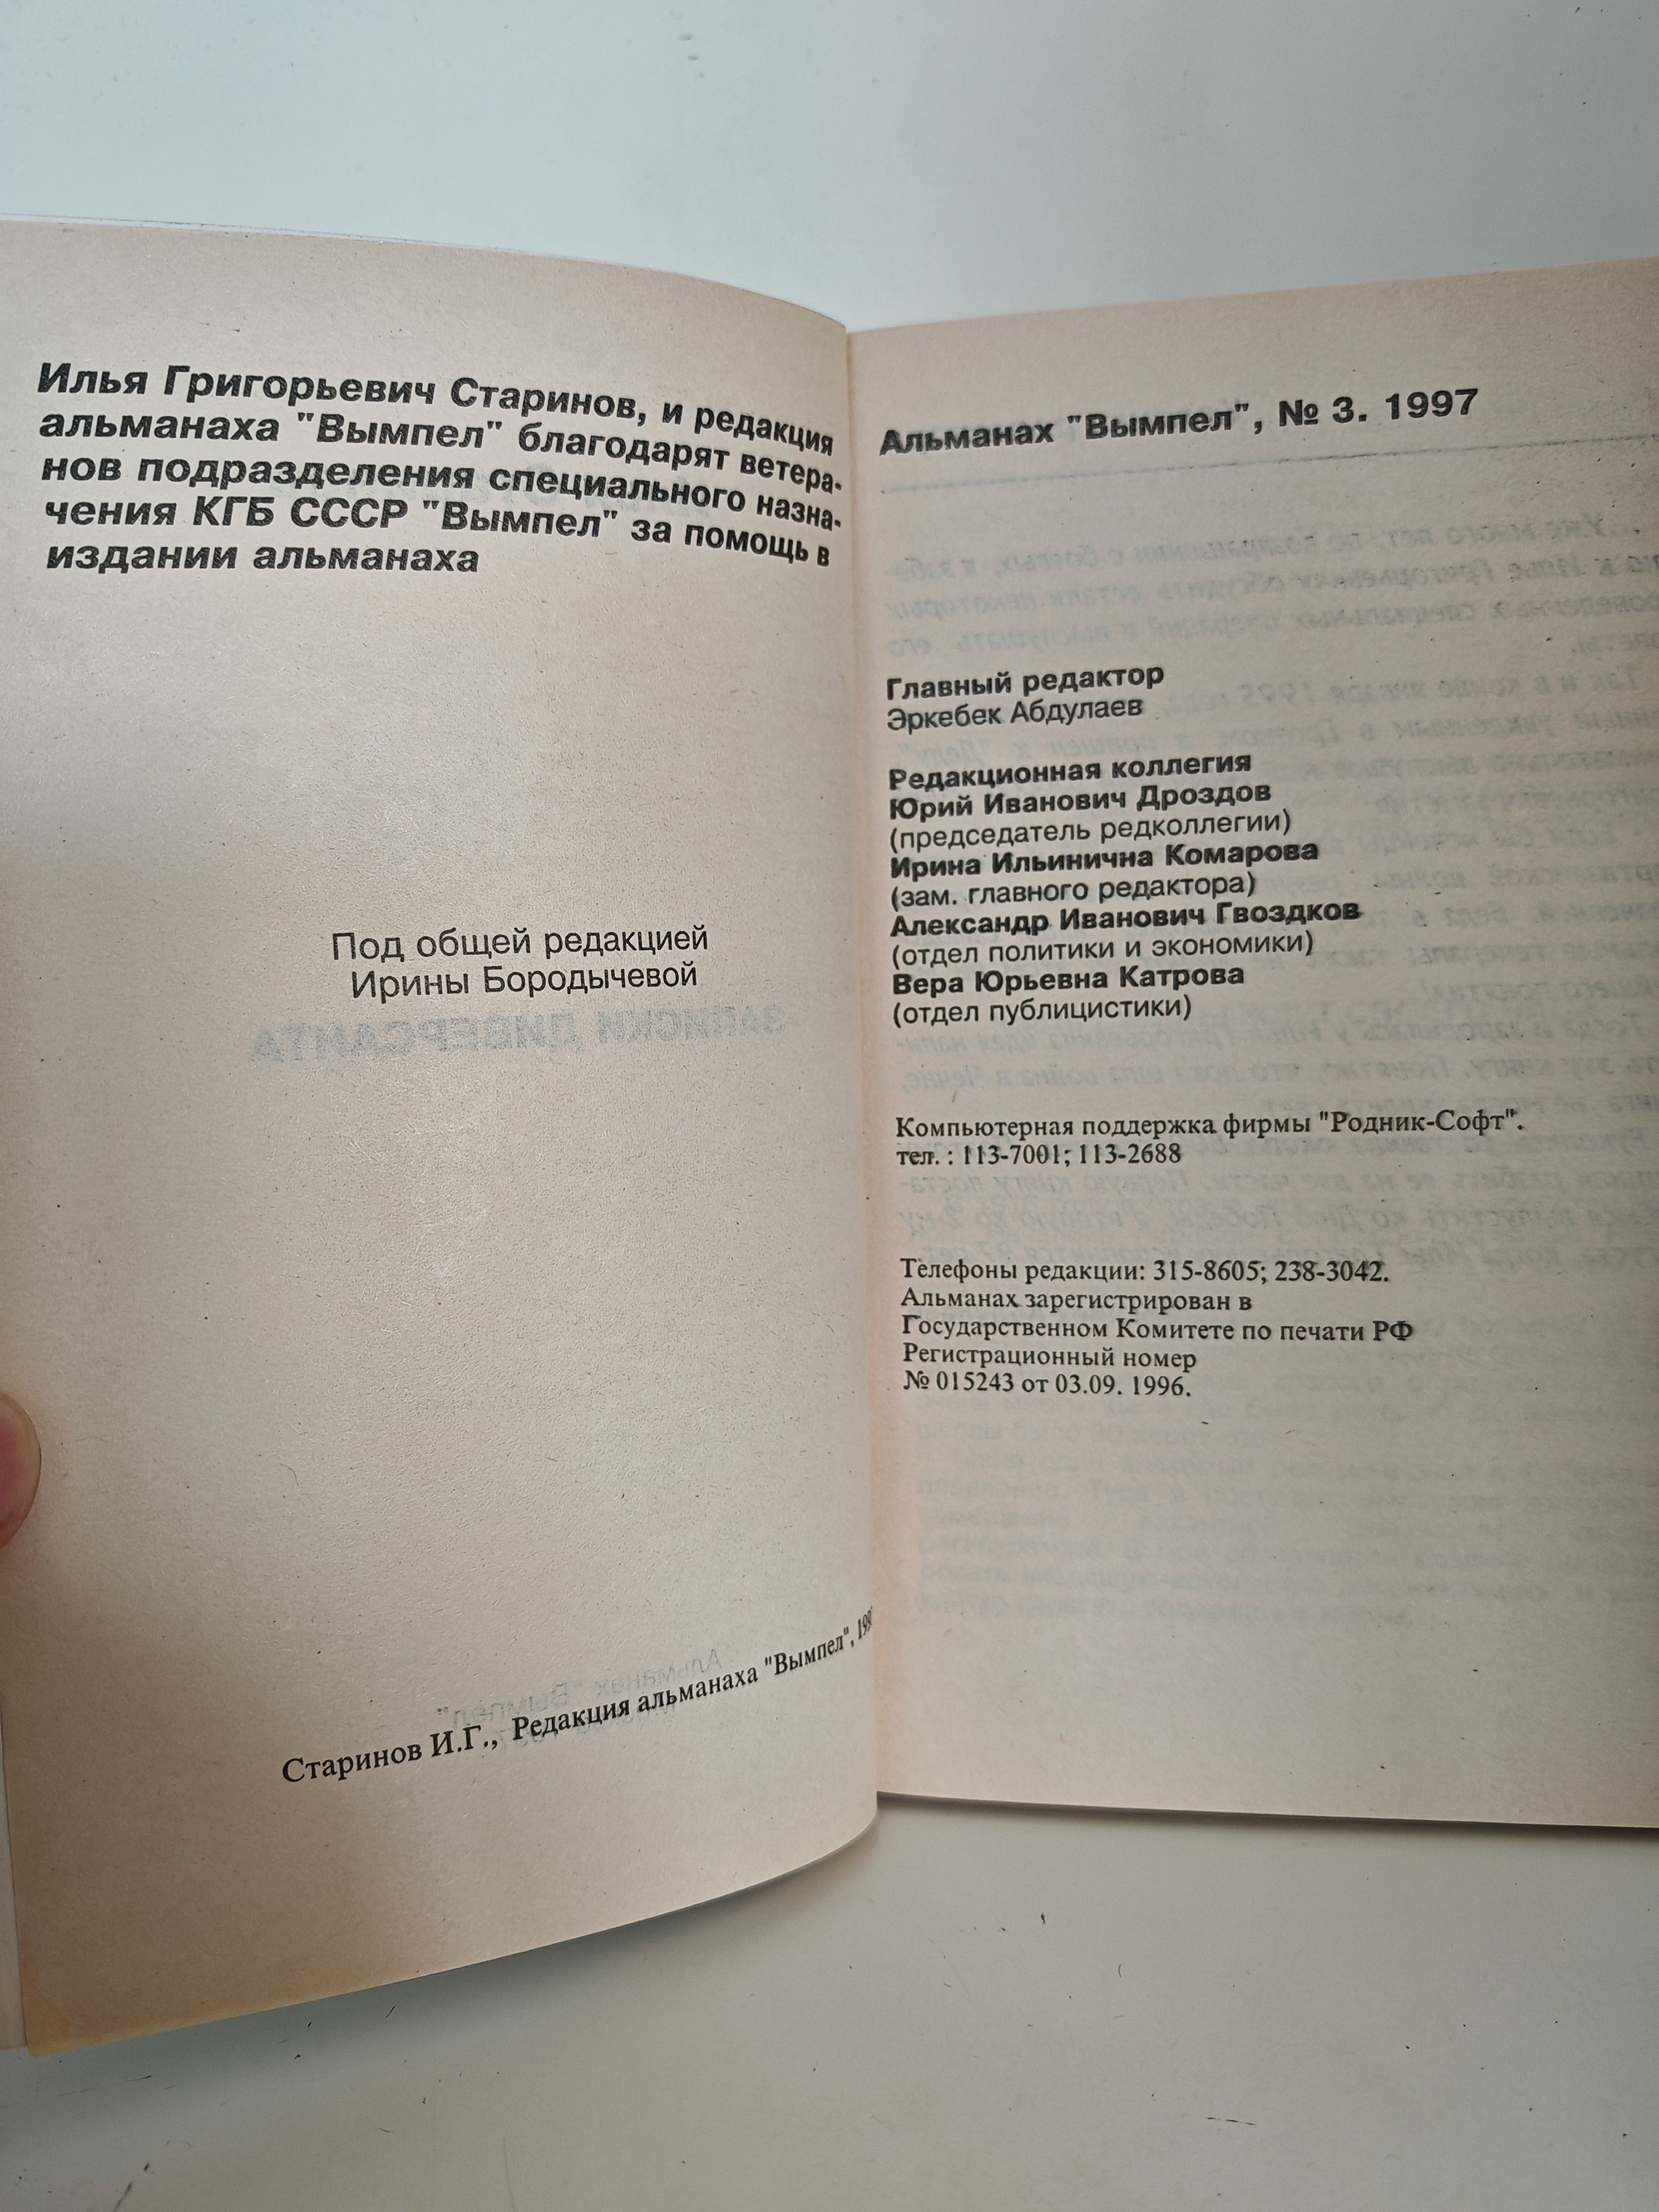 Илья Григорьевич Старинов, и редакция
альманаха "Вымпел" благодарят ветера-
нов подразделения специального назна-
чения КГБ СССР "Вымпел" за помощь в
издании альманаха
Под общей редакцией
Ирины Бородычевой
ЗАПИСКИ ДИВЕРСАНТА
Старинов И.Г., Редакция альманаха "Вымпел",
Альманах "Вымпел", № 3. 1997
Главный редактор
Эркебек Абдулаев
Редакционная коллегия
Юрий Иванович Дроздов
(председатель редколлегии)
Ирина Ильинична Комарова
(зам. главного редактора)
Александр Иванович Гвоздков
(отдел политики и экономики)
Вера Юрьевна Катрова
(отдел публицистики)
Компьютерная поддержка фирмы "Родник-Софт".
тел. : 113-7001; 113-2688
Телефоны редакции: 315-8605; 238-3042.
Альманах зарегистрирован в
Государственном Комитете по печати РФ
Регистрационный номер
№ 015243 от 03.09. 1996.